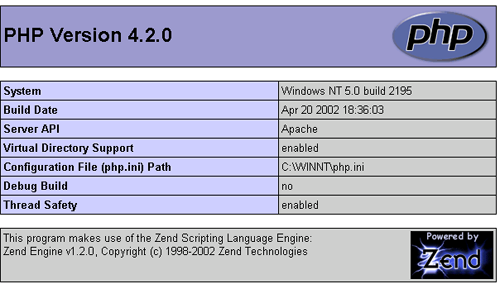 PHP Version 4.2.0
php
System Windows NT 5.0 build 2195
Build Date Apr 20 2002 18:36:03
Server API Apache
Virtual Directory Support enabled
Configuration File (php.ini) Path C:\WINNT\php.ini
Debug Build no
Thread Safety enabled
This program makes use of the Zend Scripting Language Engine:
Zend Engine v1.2.0, Copyright (c) 1998-2002 Zend Technologies
Powered by
Zend